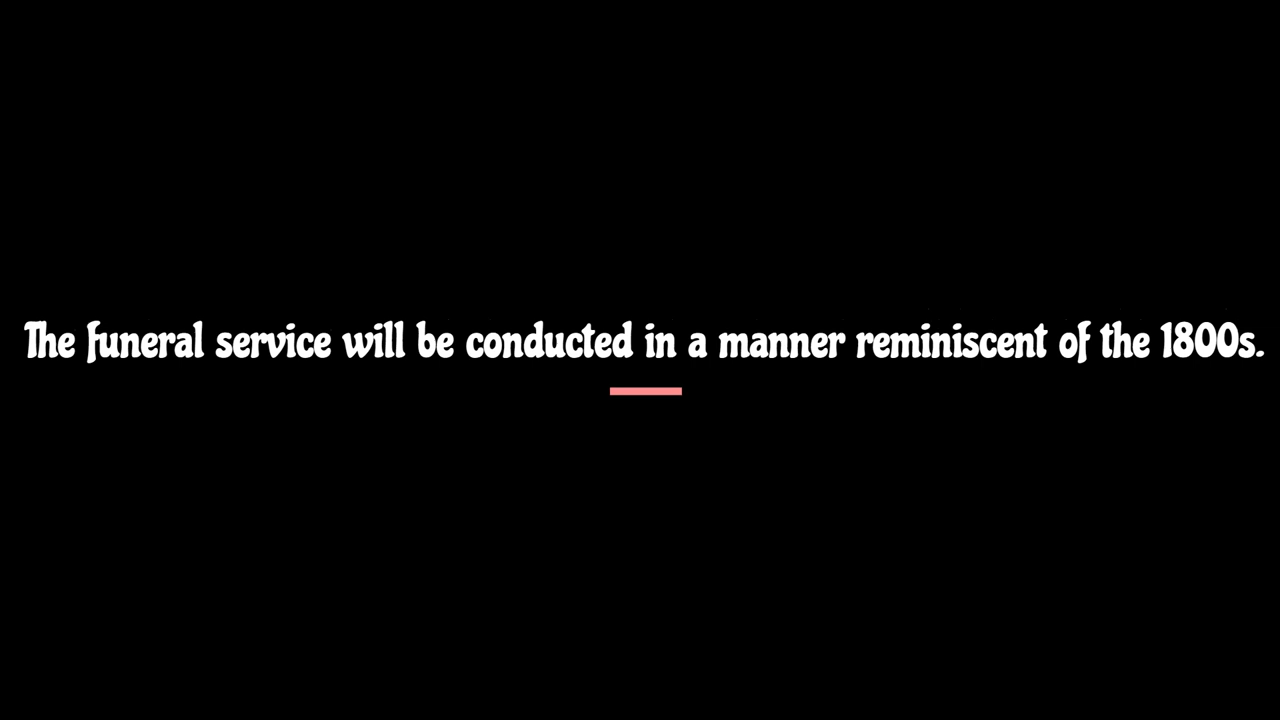 The funeral service will be conducted in a manner reminiscent of the 1800s.